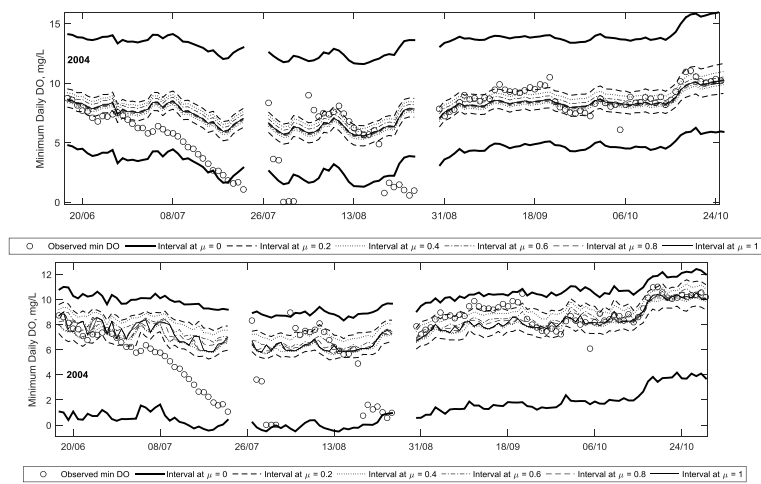 15
2004
10
5
0
Minimum Daily DO, mg/L
20/06 08/07 26/07 13/08 31/08 18/09 06/10 24/10
Observed min DO Interval at μ = 0 Interval at μ = 0.2 Interval at μ = 0.4 Interval at μ = 0.6 Interval at μ = 0.8 Interval at μ = 1
12
10
8
6
4
2004
2
0
Minimum Daily DO, mg/L
20/06 08/07 26/07 13/08 31/08 18/09 06/10 24/10
Observed min DO Interval at μ = 0 Interval at μ = 0.2 Interval at μ = 0.4 Interval at μ = 0.6 Interval at μ = 0.8 Interval at μ = 1